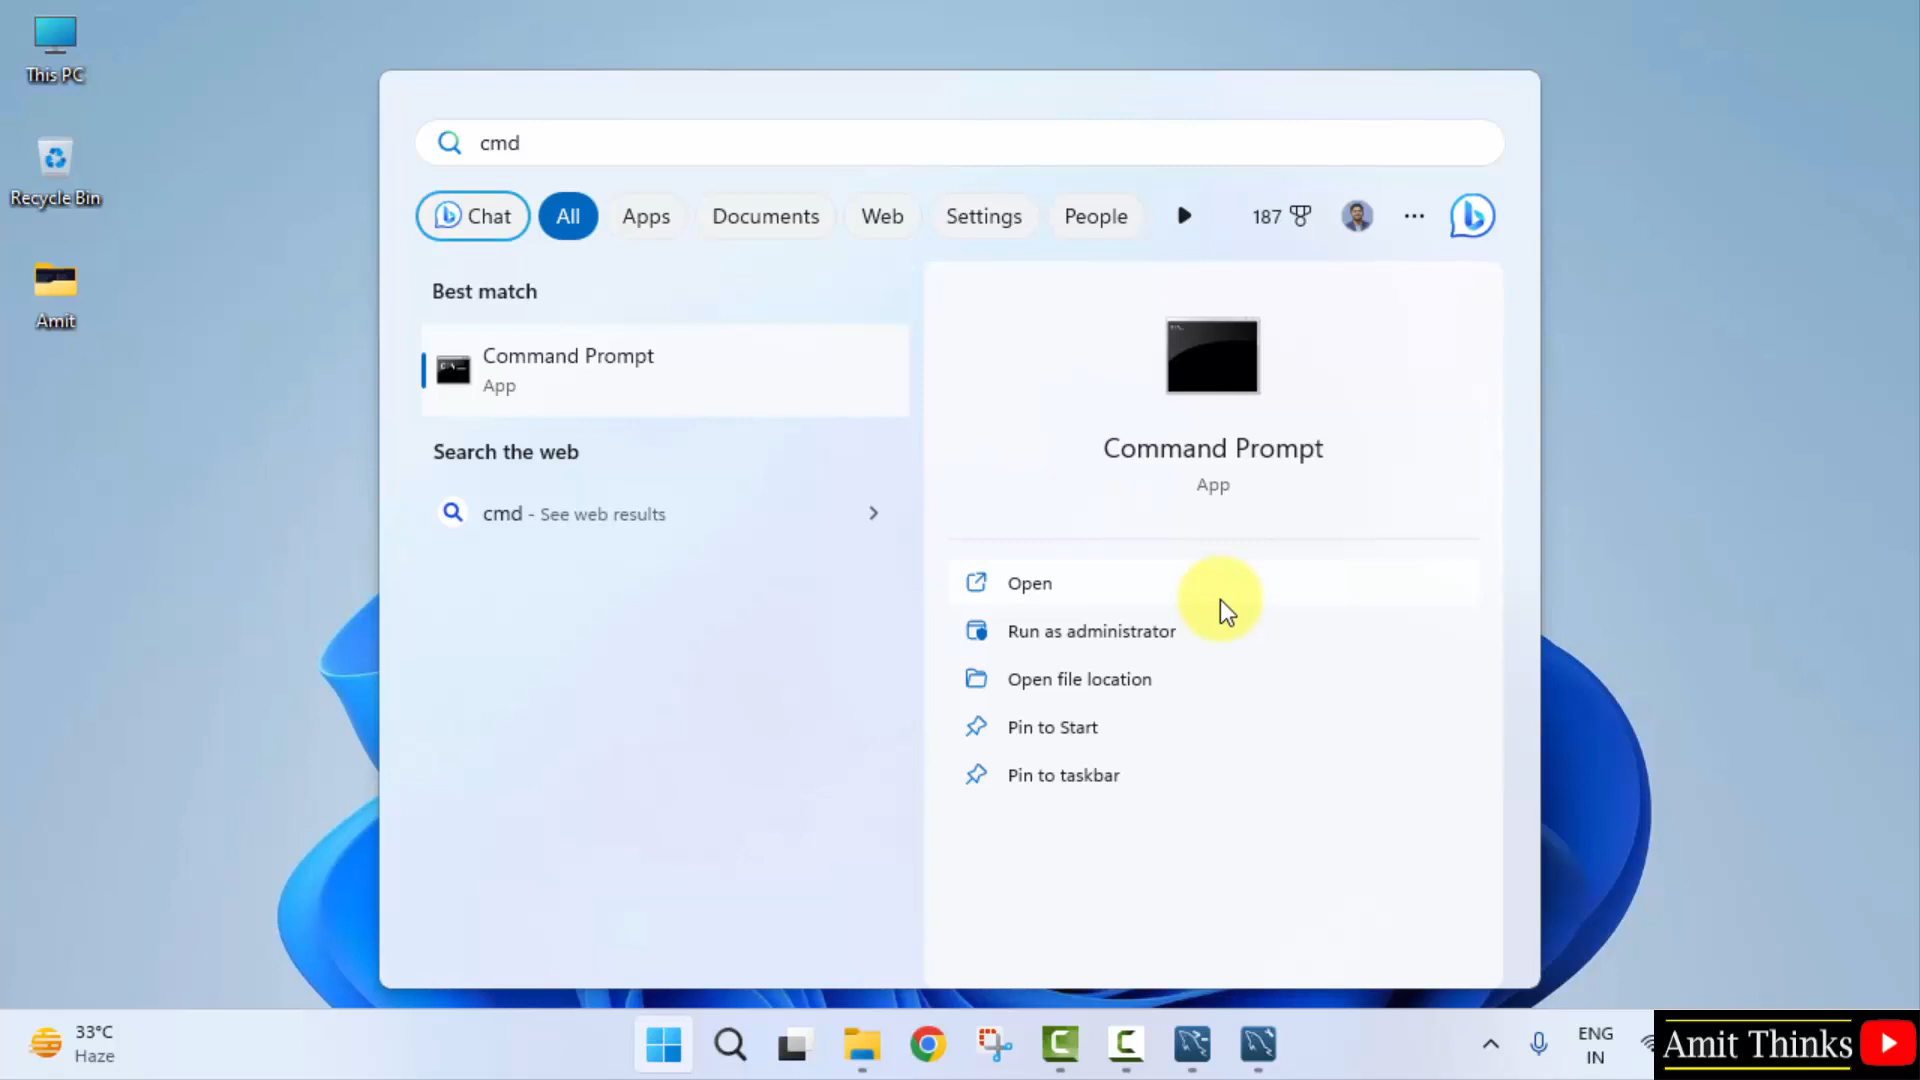 This PC
Recycle Bin
Amit
cmd
Chat All Apps Documents Web Settings People 187
Best match
Command Prompt
App
Search the web
cmd - See web results
Command Prompt
App
Open
Run as administrator
Open file location
Pin to Start
Pin to taskbar
33°C
Haze
ENG
IN
Amit Thinks